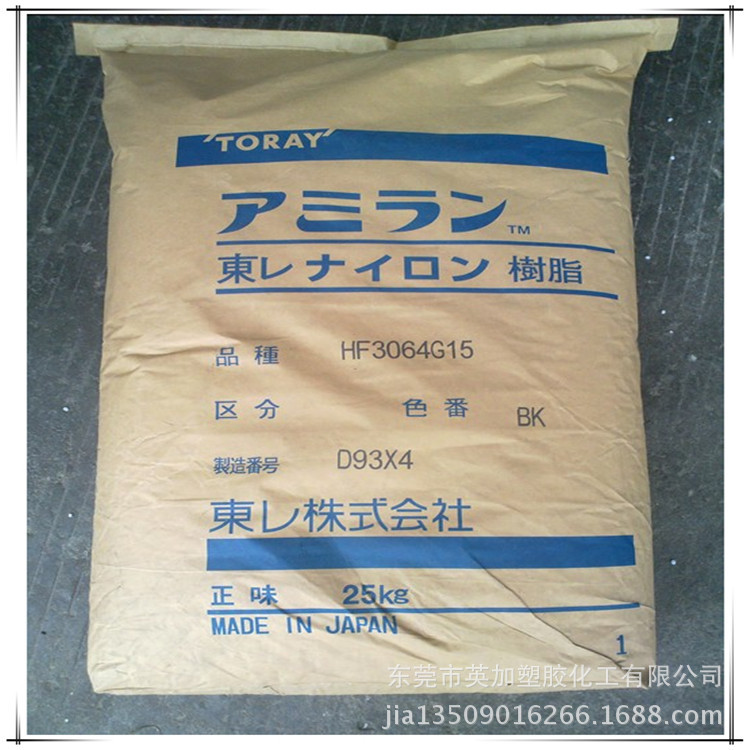 TORAY
アミラン™
東レ ナイロン 樹脂
品種 HF3064G15
区分 色番 BK
製造番号 D93X4
東レ株式会社
正味 25kg
MADE IN JAPAN
1
东莞市英加塑胶化工有限公司
jia13509016266.1688.com